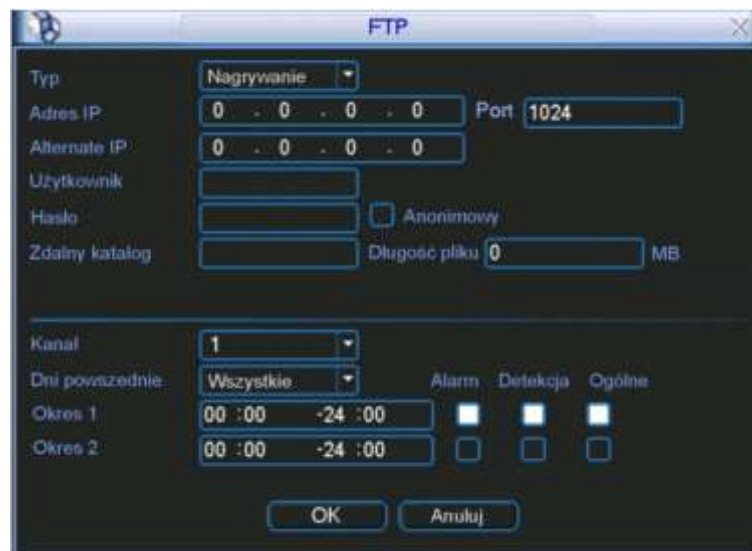 FTP
Typ Nagrywanie
Adres IP 0 . 0 . 0 . 0 Port 1024
Alternate IP 0 . 0 . 0 . 0
Użytkownik
Hasło Anonimowy
Zdalny katalog Długość pliku 0 MB
Kanał 1
Dni powszednie Wszystkie Alarm Detekcja Ogólne
Okres 1 00 :00 -24 :00
Okres 2 00 :00 -24 :00
OK Anuluj